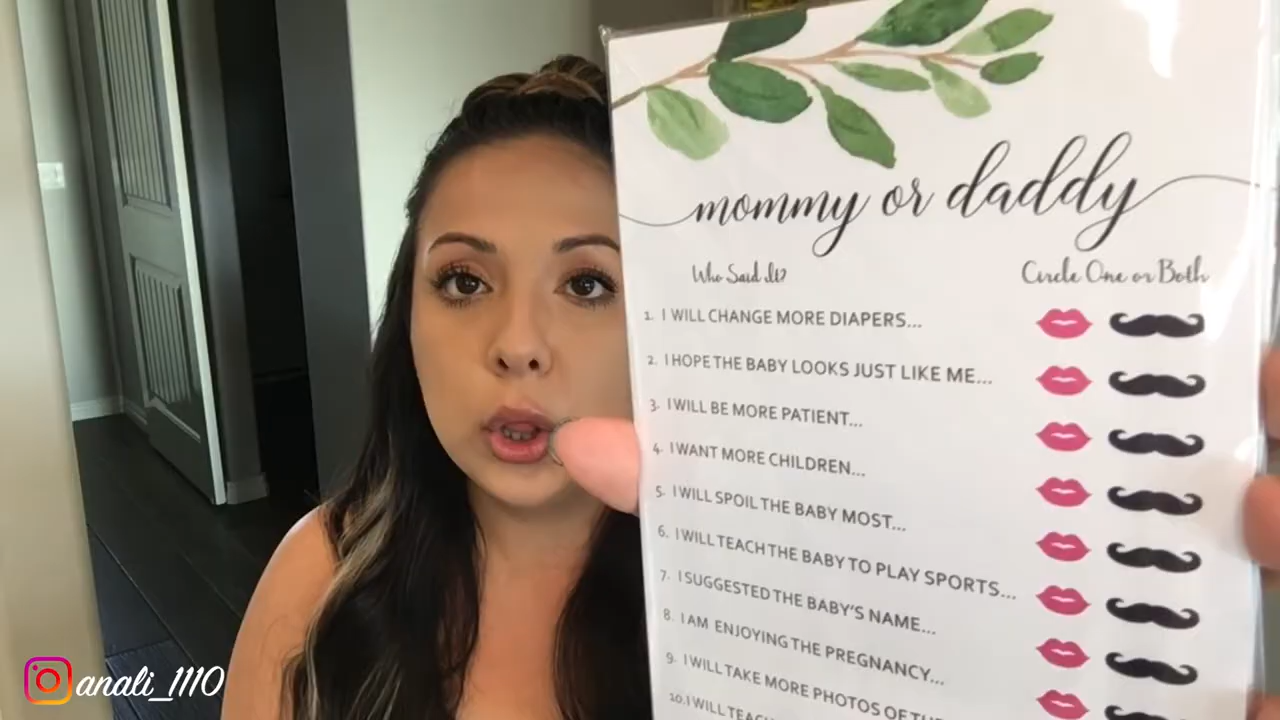 mommy or daddy
Who Said It?
Circle One or Both
1. I WILL CHANGE MORE DIAPERS...
2. I HOPE THE BABY LOOKS JUST LIKE ME...
3. I WILL BE MORE PATIENT...
4. I WANT MORE CHILDREN...
5. I WILL SPOIL THE BABY MOST...
6. I WILL TEACH THE BABY TO PLAY SPORTS...
7. I SUGGESTED THE BABY'S NAME...
8. I AM ENJOYING THE PREGNANCY...
9. I WILL TAKE MORE PHOTOS OF THE
10. I WILL
anali_1110